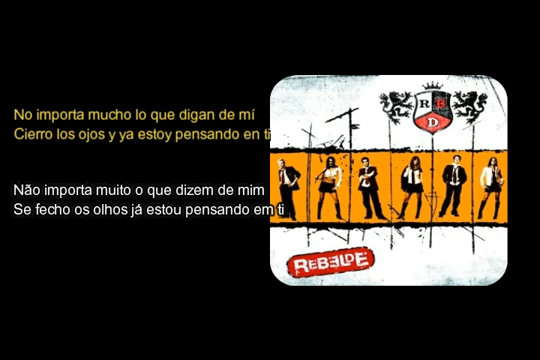 No importa mucho lo que digan de mí
Cierro los ojos y ya estoy pensando en ti
Não importa muito o que dizem de mim
Se fecho os olhos já estou pensando em ti
R B
D
REBELDE